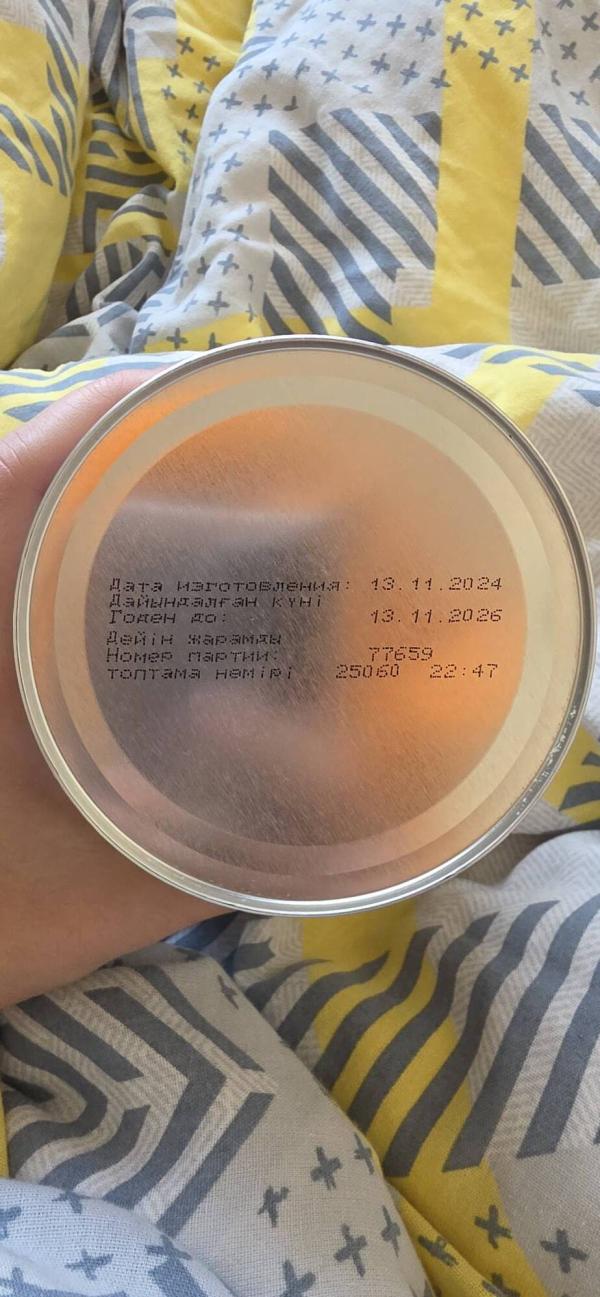 Дата изготовления: 13.11.2024
Дайындалған күні
Годен до: 13.11.2026
Дейін жарамды
Номер партии: 77659
топтама немірі 25060 22:47